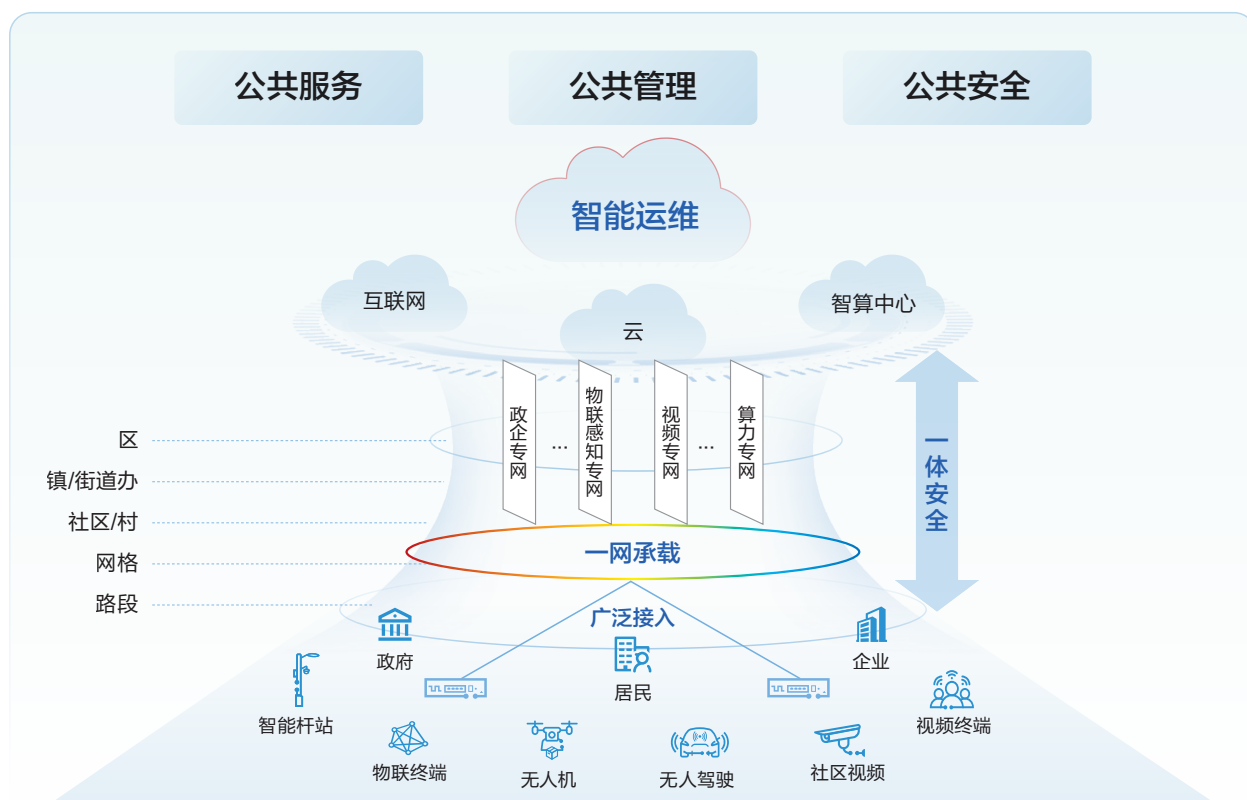 公共服务
公共管理
公共安全
智能运维
互联网
云
智算中心
政企专网
...
物联感知专网
视频专网
...
算力专网
区
镇/街道办
社区/村
网格
路段
一体安全
一网承载
广泛接入
政府
居民
企业
智能杆站
视频终端
物联终端
无人机
无人驾驶
社区视频